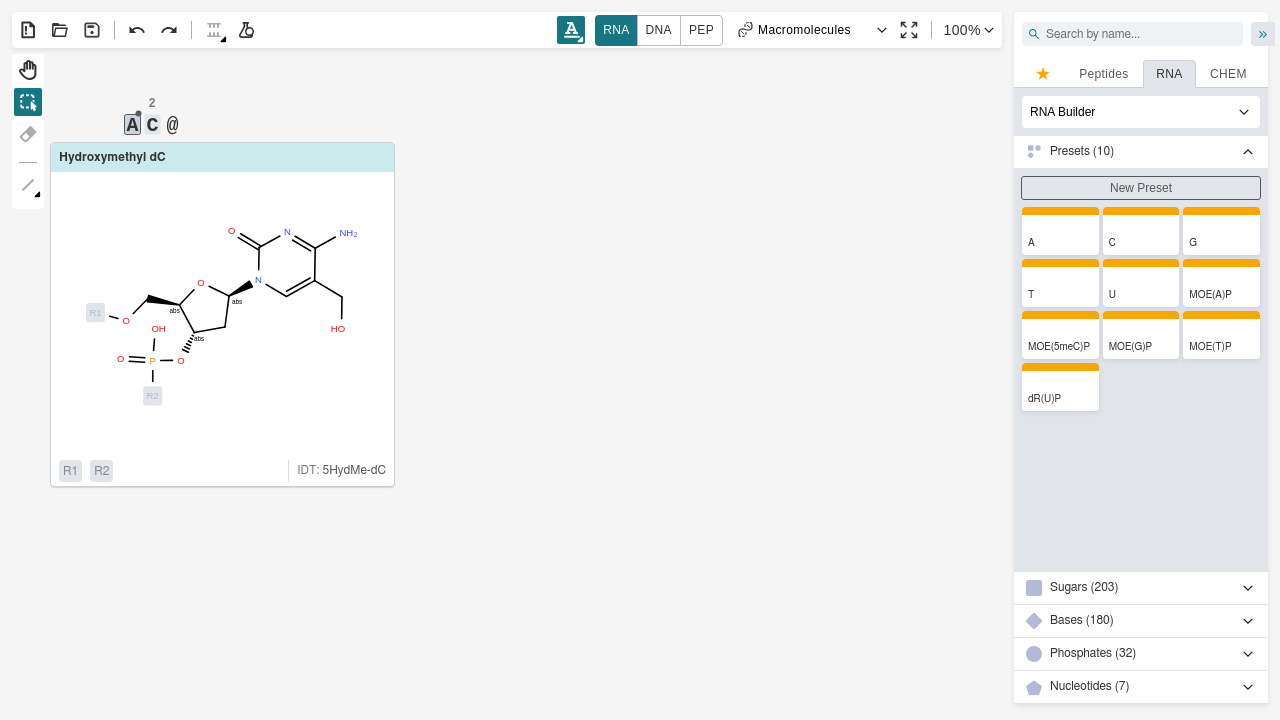 A RNA DNA PEP Macromolecules 100%
Search by name...
Peptides RNA CHEM
RNA Builder
Presets (10)
New Preset
A C G
T U MOE(A)P
MOE(5meC)P MOE(G)P MOE(T)P
dR(U)P
Sugars (203)
Bases (180)
Phosphates (32)
Nucleotides (7)
2
A C @
Hydroxymethyl dC
O N NH2
N
O
abs
abs
R1 O
OH HO
abs
O P O
R2
R1 R2 IDT: 5HydMe-dC